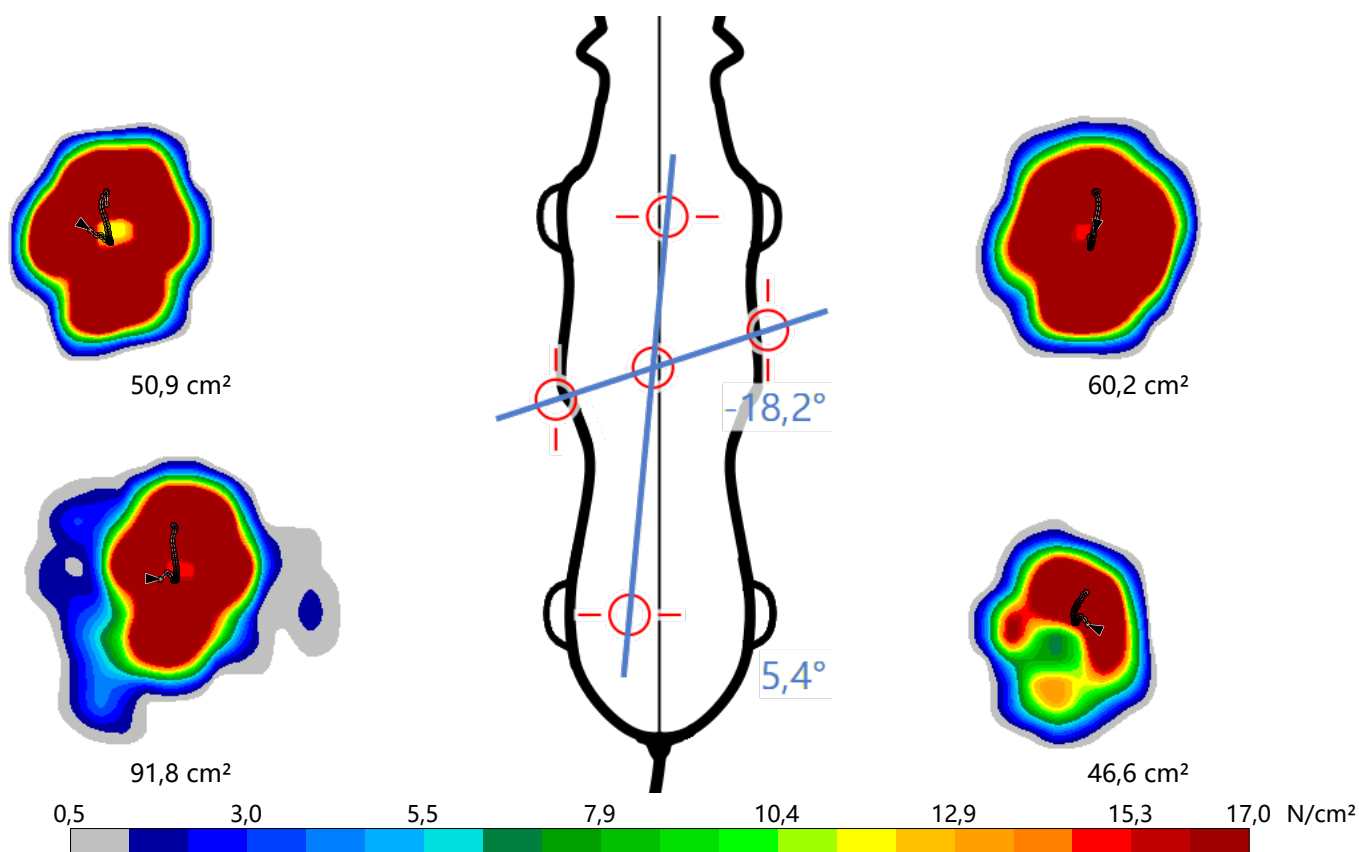 50,9 cm²
60,2 cm²
-18,2°
5,4°
91,8 cm²
46,6 cm²
0,5 3,0 5,5 7,9 10,4 12,9 15,3 17,0 N/cm²